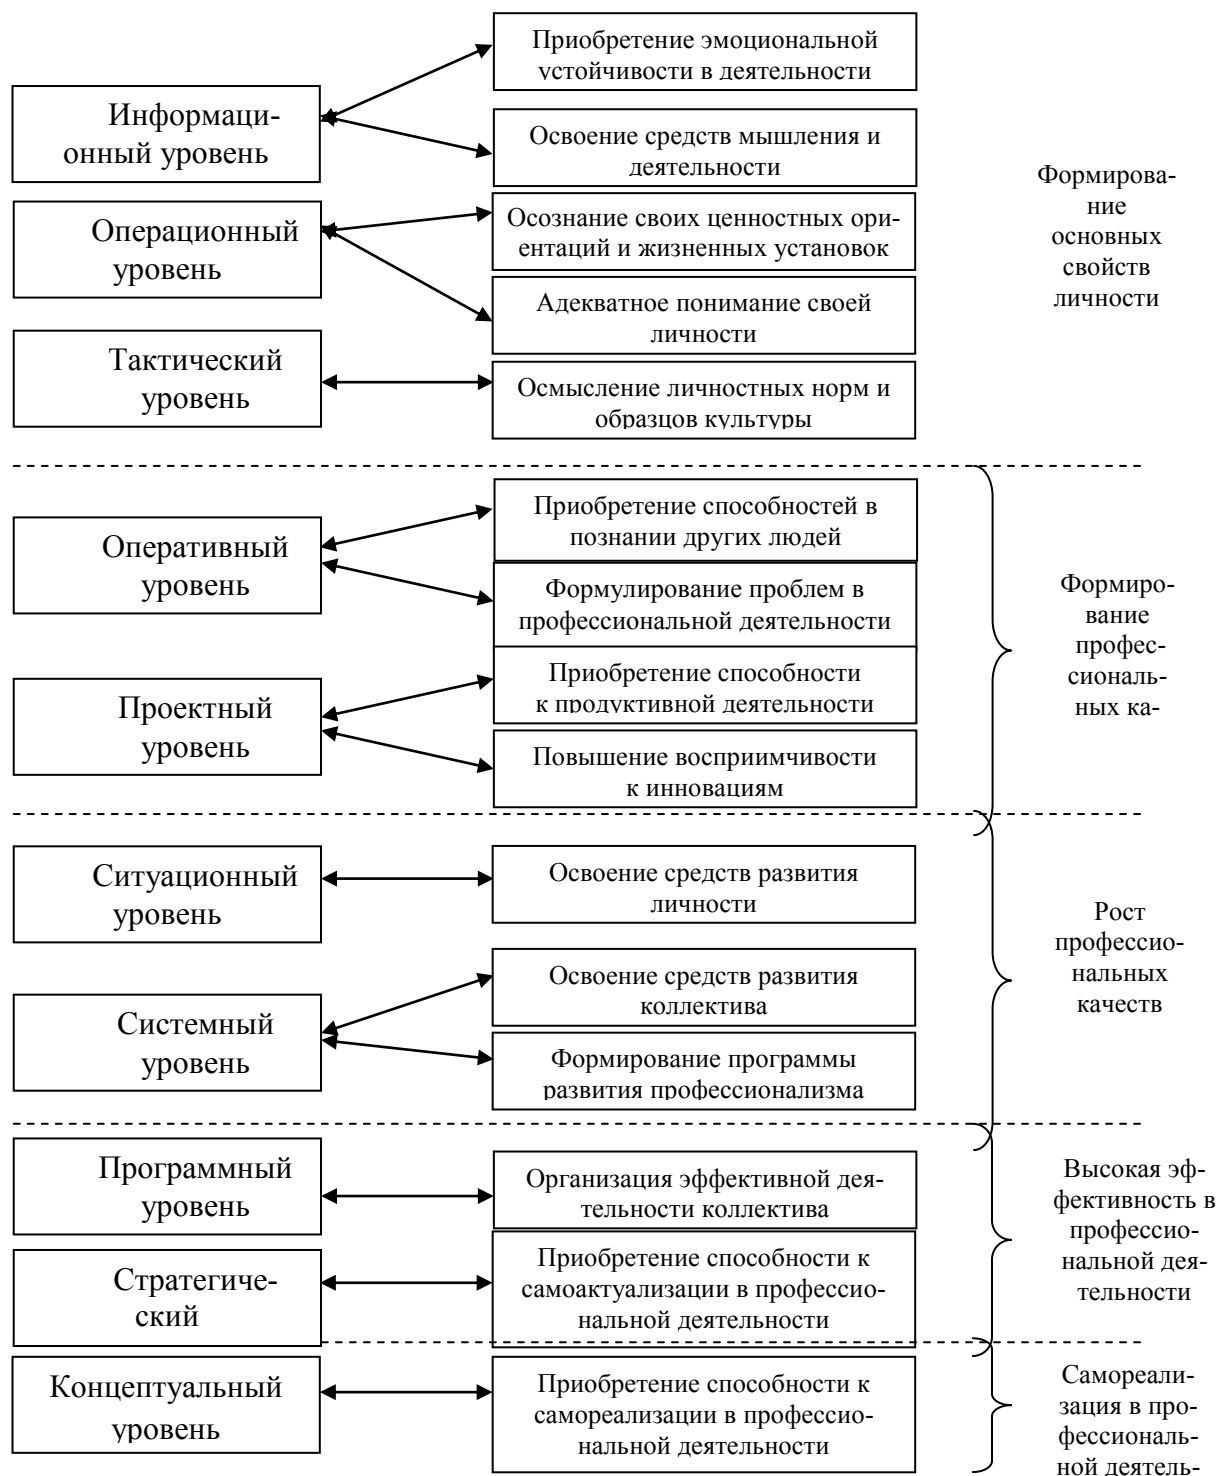 Приобретение эмоциональной
устойчивости в деятельности
Информаци-
онный уровень
Освоение средств мышления и
деятельности
Осознание своих ценностных ори-
ентаций и жизненных установок
Операционный
уровень
Адекватное понимание своей
личности
Тактический
уровень
Осмысление личностных норм и
образцов культуры
Формирова-
ние
основных
свойств
личности
Приобретение способностей в
познании других людей
Оперативный
уровень
Формулирование проблем в
профессиональной деятельности
Приобретение способности
к продуктивной деятельности
Проектный
уровень
Повышение восприимчивости
к инновациям
Формиро-
вание
профес-
сиональ-
ных ка-
Ситуационный
уровень
Освоение средств развития
личности
Освоение средств развития
коллектива
Системный
уровень
Формирование программы
развития профессионализма
Рост
профессио-
нальных
качеств
Программный
уровень
Организация эффективной дея-
тельности коллектива
Стратегиче-
ский
Приобретение способности к
самоактуализации в профессио-
нальной деятельности
Высокая эф-
фективность в
профессио-
нальной дея-
тельности
Концептуальный
уровень
Приобретение способности к
самореализации в профессио-
нальной деятельности
Самореали-
зация в про-
фессиональ-
ной деятель-